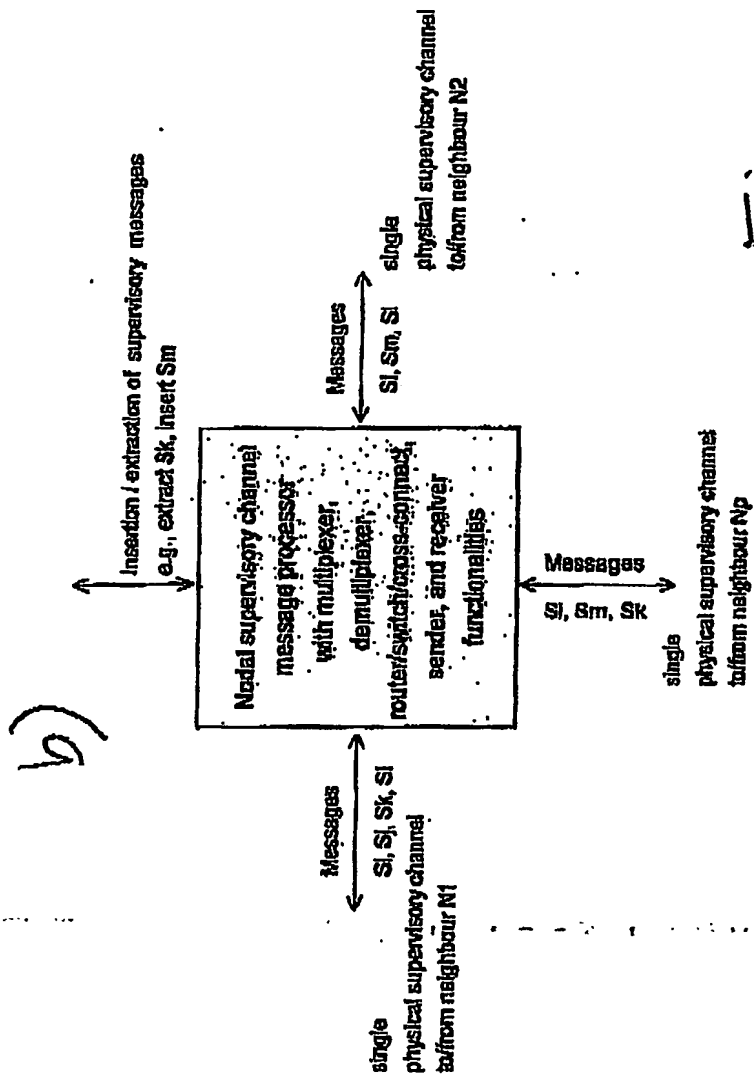 Insertion / extraction of supervisory messages
e.g., extract Sk, insert Sm
Nodal supervisory channel
message processor
with multiplexer,
demultiplexer,
router/switch/cross-connect,
sender, and receiver
functionalities
Messages
Si, Sj, Sk, Sl
single
physical supervisory channel
to/from neighbour N1
Messages
Si, Sm, Sl
single
physical supervisory channel
to/from neighbour N2
Messages
Sj, Sm, Sk
single
physical supervisory channel
to/from neighbour Np